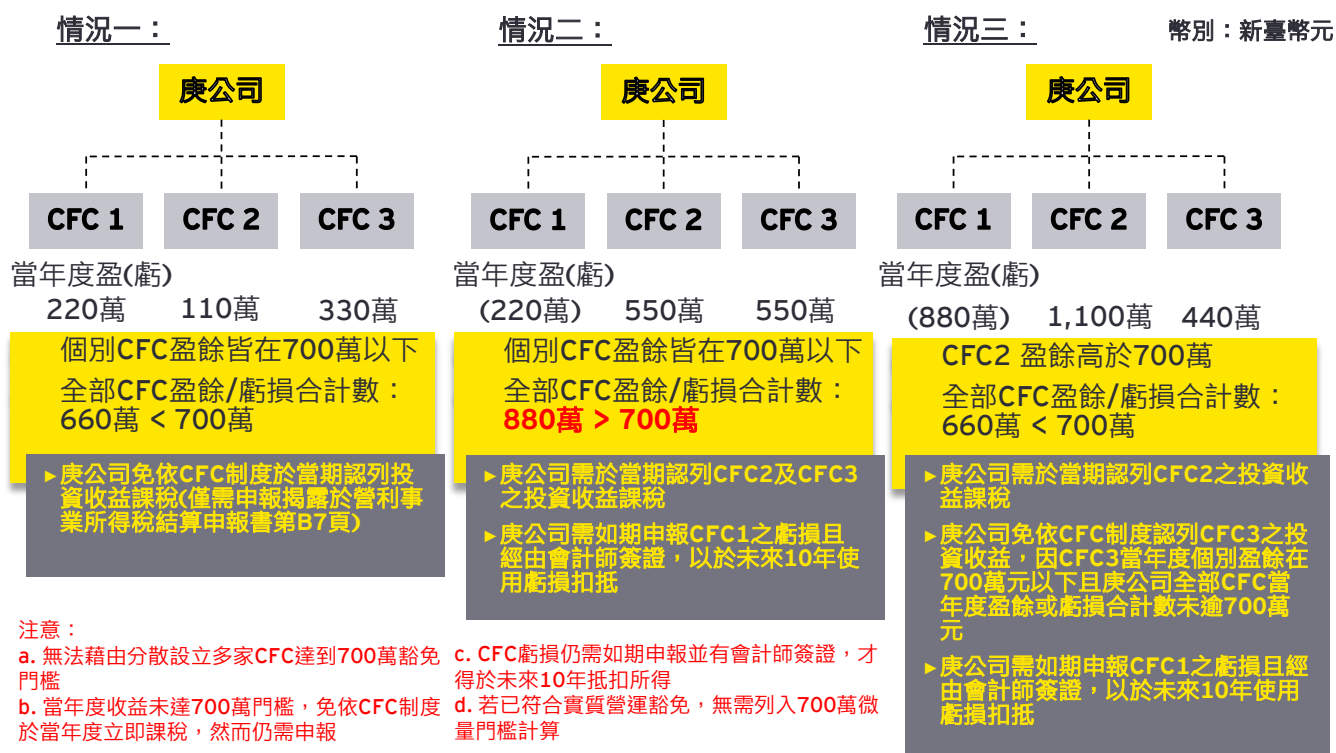 情況一：
庚公司
CFC 1
CFC 2
CFC 3
當年度盈(虧)
220萬
110萬
330萬
個別CFC盈餘皆在700萬以下
全部CFC盈餘/虧損合計數：
660萬 < 700萬
►庚公司免依CFC制度於當期認列投
資收益課稅(僅需申報揭露於營利事
業所得稅結算申報書第B7頁)
情況二：
庚公司
CFC 1
CFC 2
CFC 3
當年度盈(虧)
(220萬)
550萬
550萬
個別CFC盈餘皆在700萬以下
全部CFC盈餘/虧損合計數：
880萬 > 700萬
►庚公司需於當期認列CFC2及CFC3
之投資收益課稅
►庚公司需如期申報CFC1之虧損且
經由會計師簽證，以於未來10年使
用虧損扣抵
情況三：
幣別：新臺幣元
庚公司
CFC 1
CFC 2
CFC 3
當年度盈(虧)
(880萬)
1,100萬
440萬
CFC2 盈餘高於700萬
全部CFC盈餘/虧損合計數：
660萬 < 700萬
►庚公司需於當期認列CFC2之投資收
益課稅
►庚公司免依CFC制度認列CFC3之投
資收益，因CFC3當年度個別盈餘在
700萬元以下且庚公司全部CFC當
年度盈餘或虧損合計數未逾700萬
元
►庚公司需如期申報CFC1之虧損且經
由會計師簽證，以於未來10年使用
虧損扣抵
注意：
a. 無法藉由分散設立多家CFC達到700萬豁免
門檻
b. 當年度收益未達700萬門檻，免依CFC制度
於當年度立即課稅，然而仍需申報
c. CFC虧損仍需如期申報並有會計師簽證，才
得於未來10年抵扣所得
d. 若已符合實質營運豁免，無需列入700萬微
量門檻計算